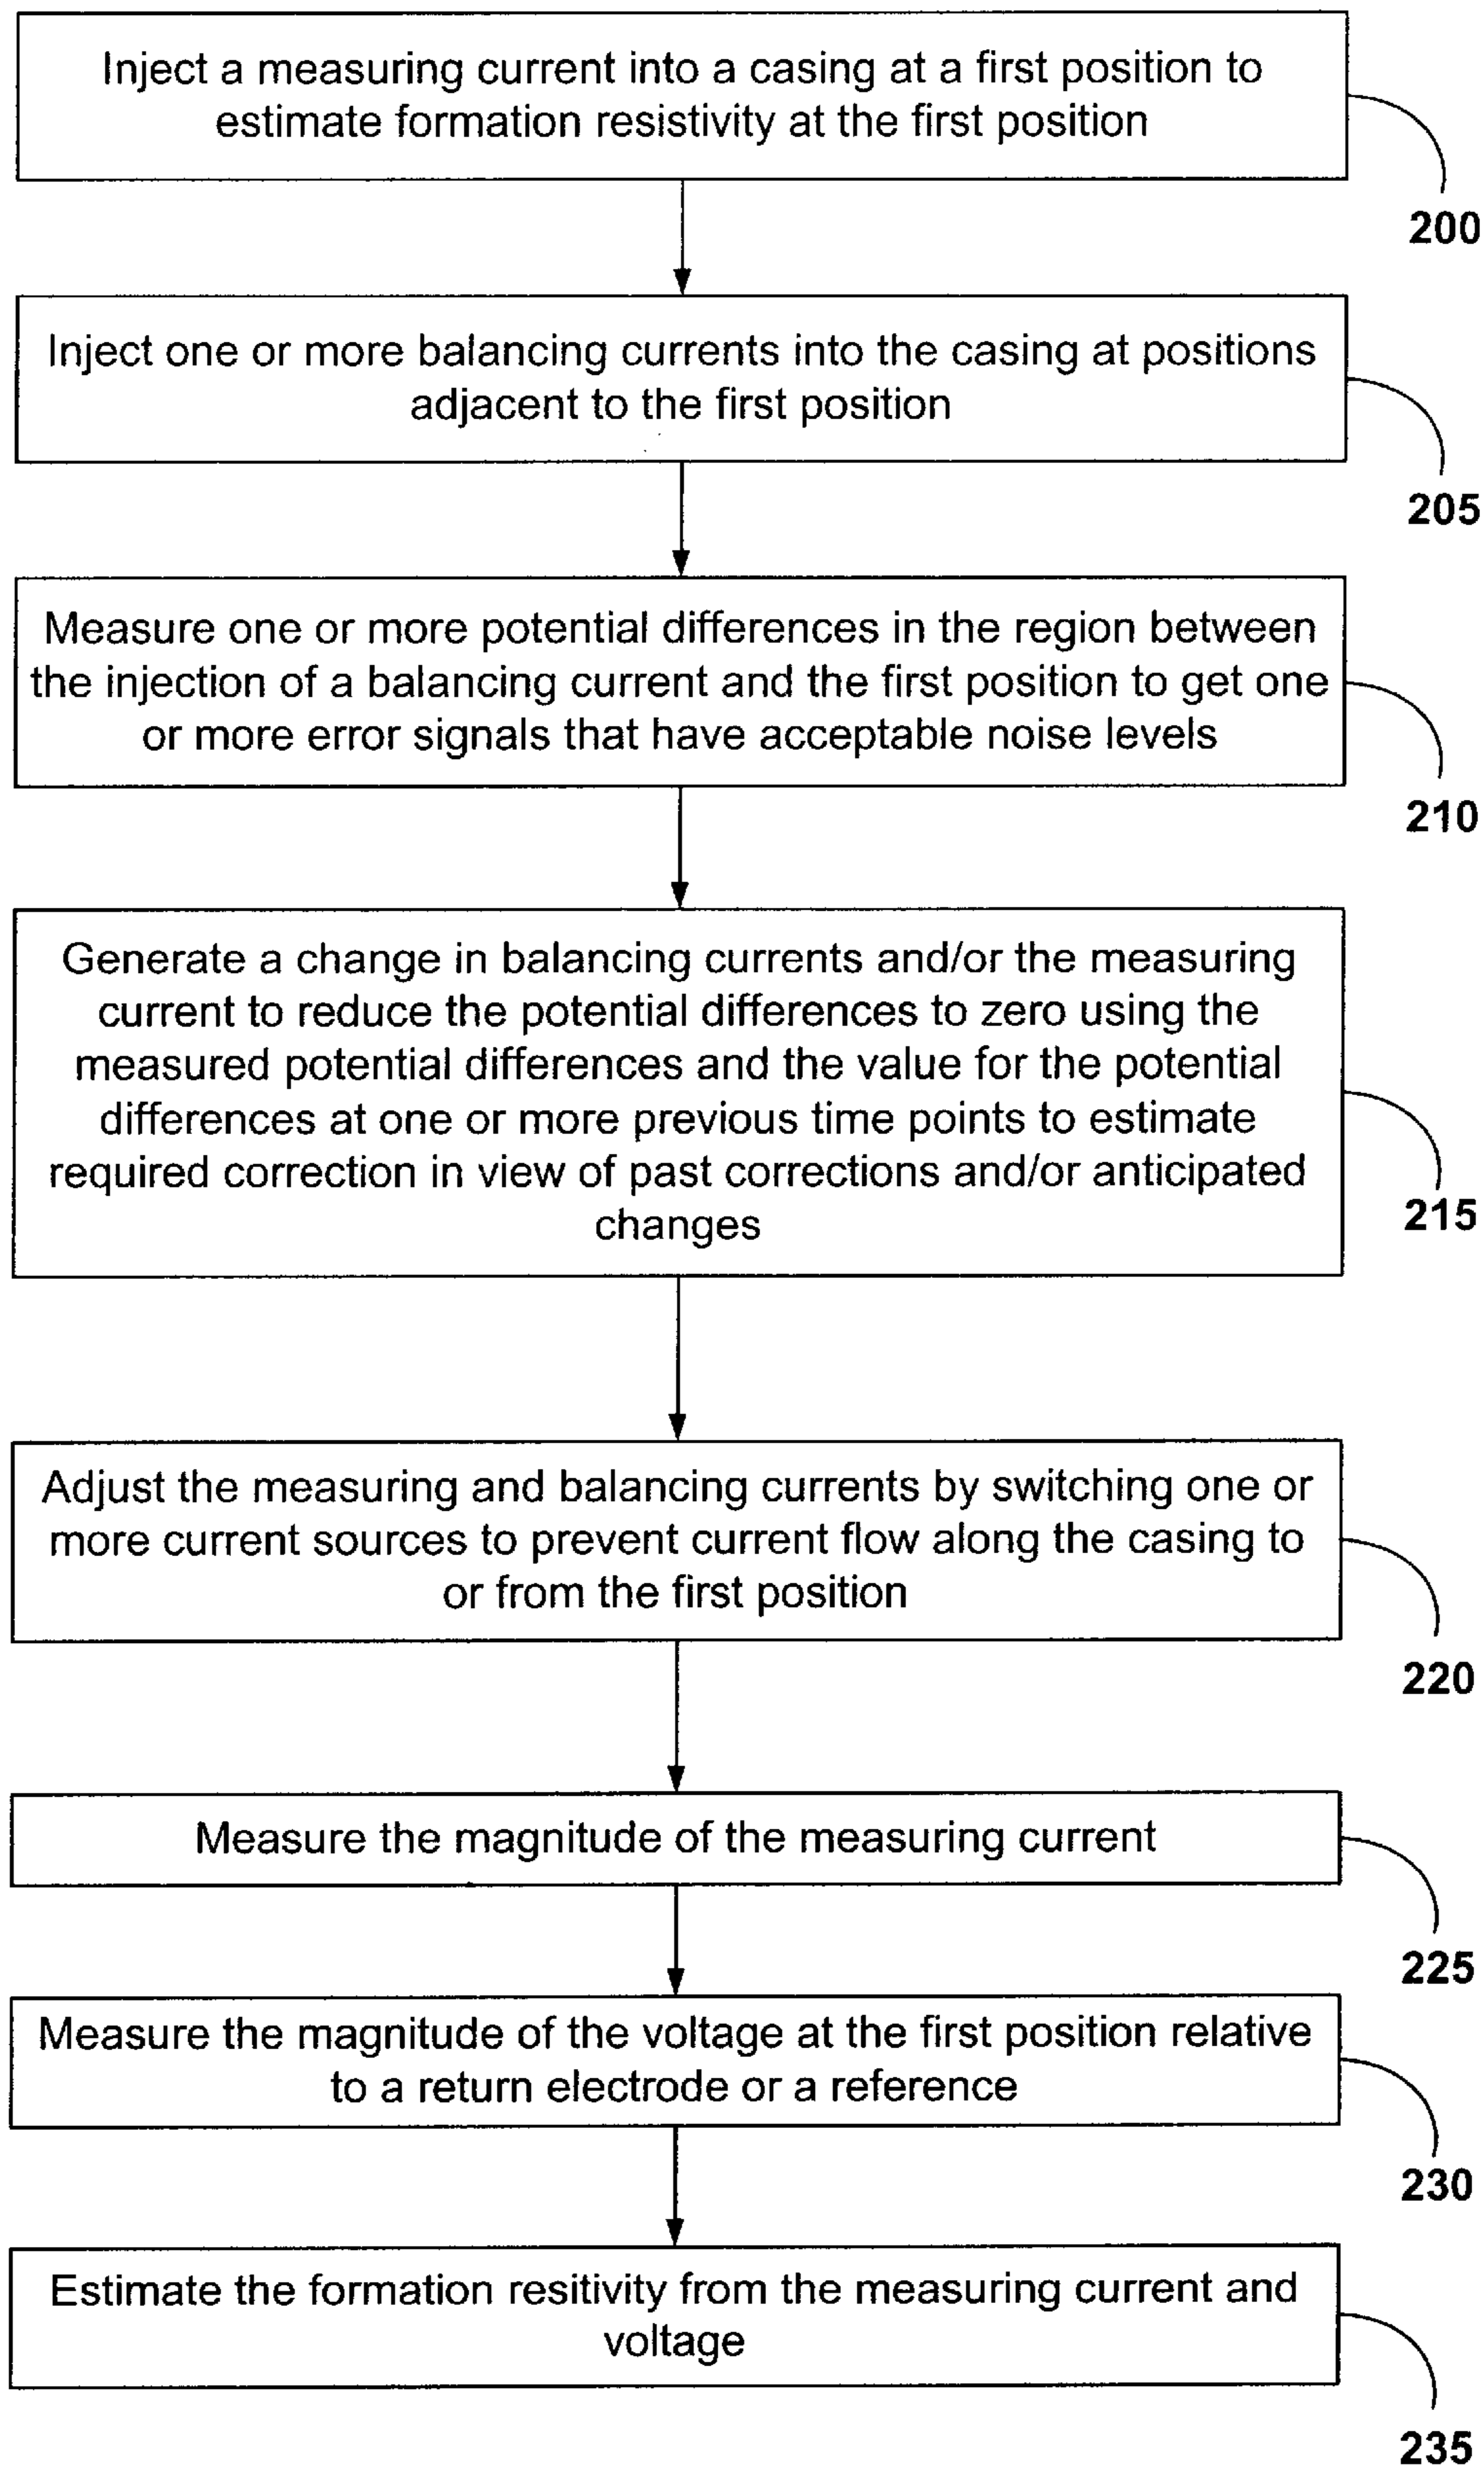 Inject a measuring current into a casing at a first position to
estimate formation resistivity at the first position
200
Inject one or more balancing currents into the casing at positions
adjacent to the first position
205
Measure one or more potential differences in the region between
the injection of a balancing current and the first position to get one
or more error signals that have acceptable noise levels
210
Generate a change in balancing currents and/or the measuring
current to reduce the potential differences to zero using the
measured potential differences and the value for the potential
differences at one or more previous time points to estimate
required correction in view of past corrections and/or anticipated
changes
215
Adjust the measuring and balancing currents by switching one or
more current sources to prevent current flow along the casing to
or from the first position
220
Measure the magnitude of the measuring current
225
Measure the magnitude of the voltage at the first position relative
to a return electrode or a reference
230
Estimate the formation resitivity from the measuring current and
voltage
235